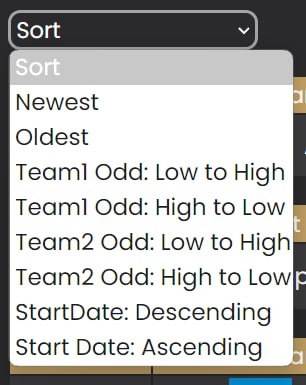 Sort
Sort
Newest
Oldest
Team1 Odd: Low to High
Team1 Odd: High to Low
Team2 Odd: Low to High
Team2 Odd: High to Low
StartDate: Descending
Start Date: Ascending